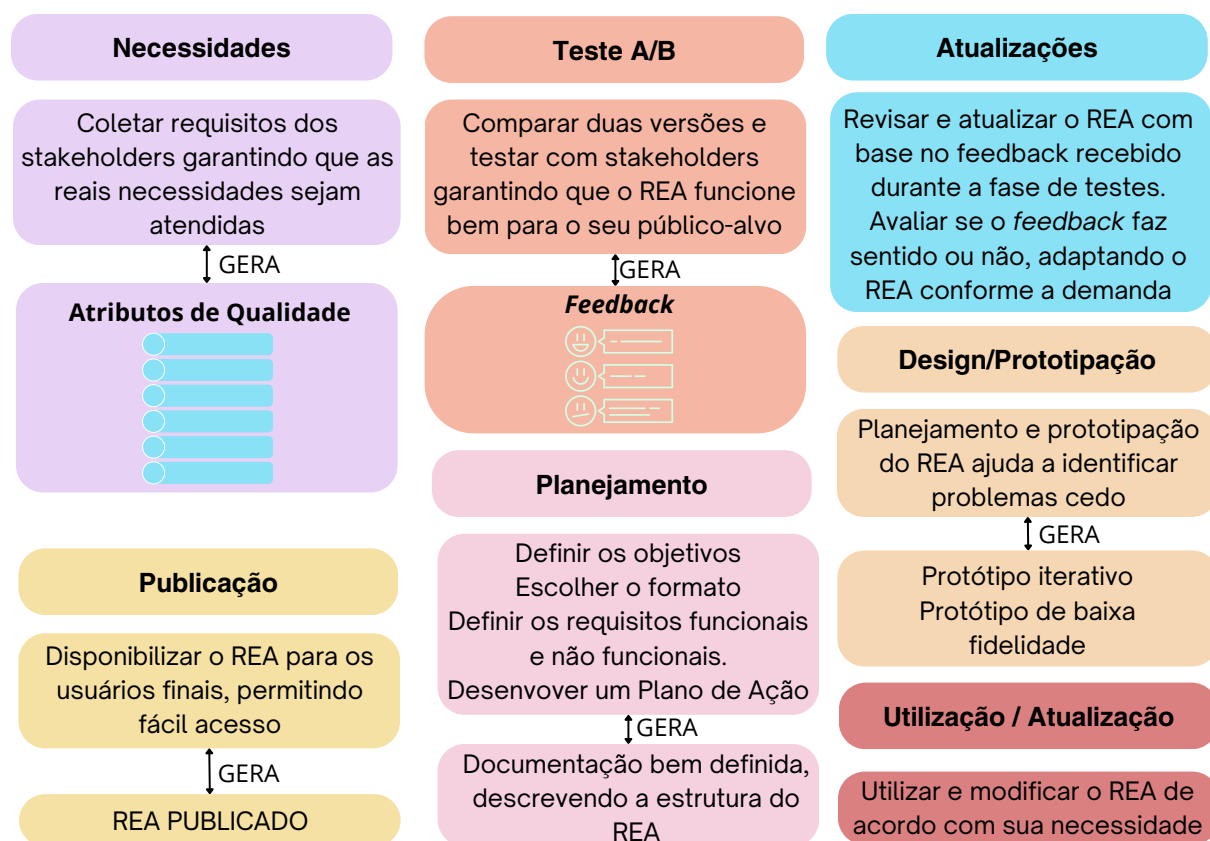 Necessidades
Coletar requisitos dos
stakeholders garantindo que as
reais necessidades sejam
atendidas
GERA
Atributos de Qualidade
Publicação
Disponibilizar o REA para os
usuários finais, permitindo
fácil acesso
GERA
REA PUBLICADO
Teste A/B
Comparar duas versões e
testar com stakeholders
garantindo que o REA funcione
bem para o seu público-alvo
GERA
Feedback
Planejamento
Definir os objetivos
Escolher o formato
Definir os requisitos funcionais
e não funcionais.
Desenvover um Plano de Ação
GERA
Documentação bem definida,
descrevendo a estrutura do
REA
Atualizações
Revisar e atualizar o REA com
base no feedback recebido
durante a fase de testes.
Avaliar se o feedback faz
sentido ou não, adaptando o
REA conforme a demanda
Design/Prototipação
Planejamento e prototipação
do REA ajuda a identificar
problemas cedo
GERA
Protótipo iterativo
Protótipo de baixa
fidelidade
Utilização / Atualização
Utilizar e modificar o REA de
acordo com sua necessidade